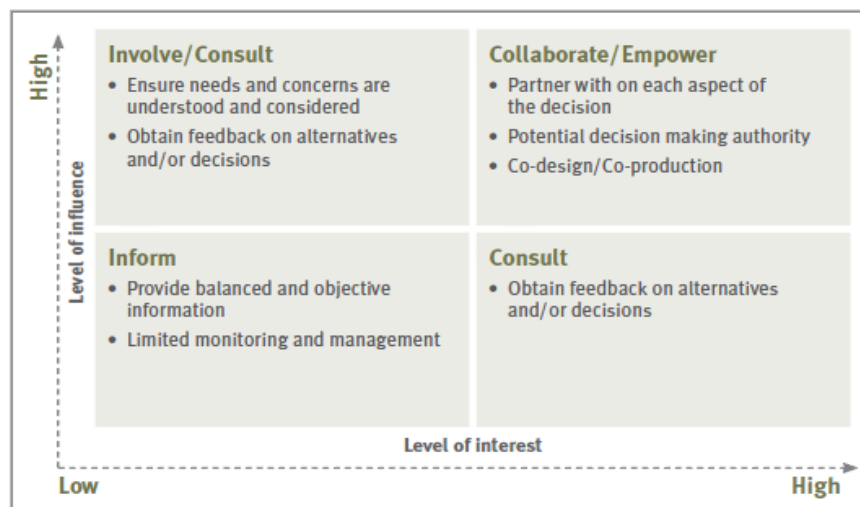 High
Level of influence
Involve/Consult
• Ensure needs and concerns are
understood and considered
• Obtain feedback on alternatives
and/or decisions
Collaborate/Empower
• Partner with on each aspect of
the decision
• Potential decision making authority
• Co-design/Co-production
Inform
• Provide balanced and objective
information
• Limited monitoring and management
Consult
• Obtain feedback on alternatives
and/or decisions
Level of interest
Low
High